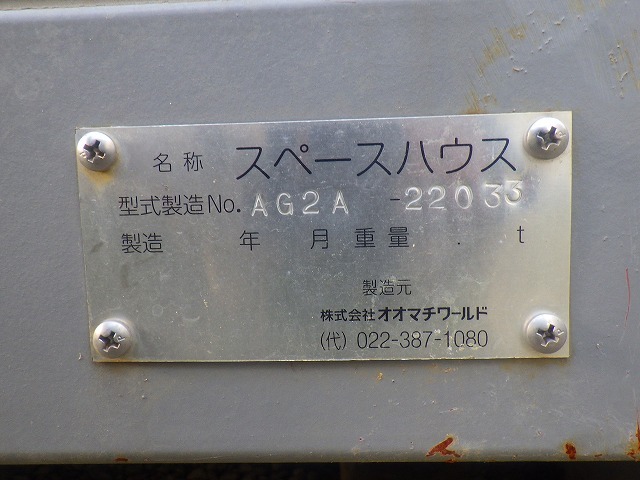 名称 スペースハウス
型式製造No. AG2A -22033
製造 年 月 重量 . t
製造元
株式会社オオマチワールド
(代) 022-387-1080